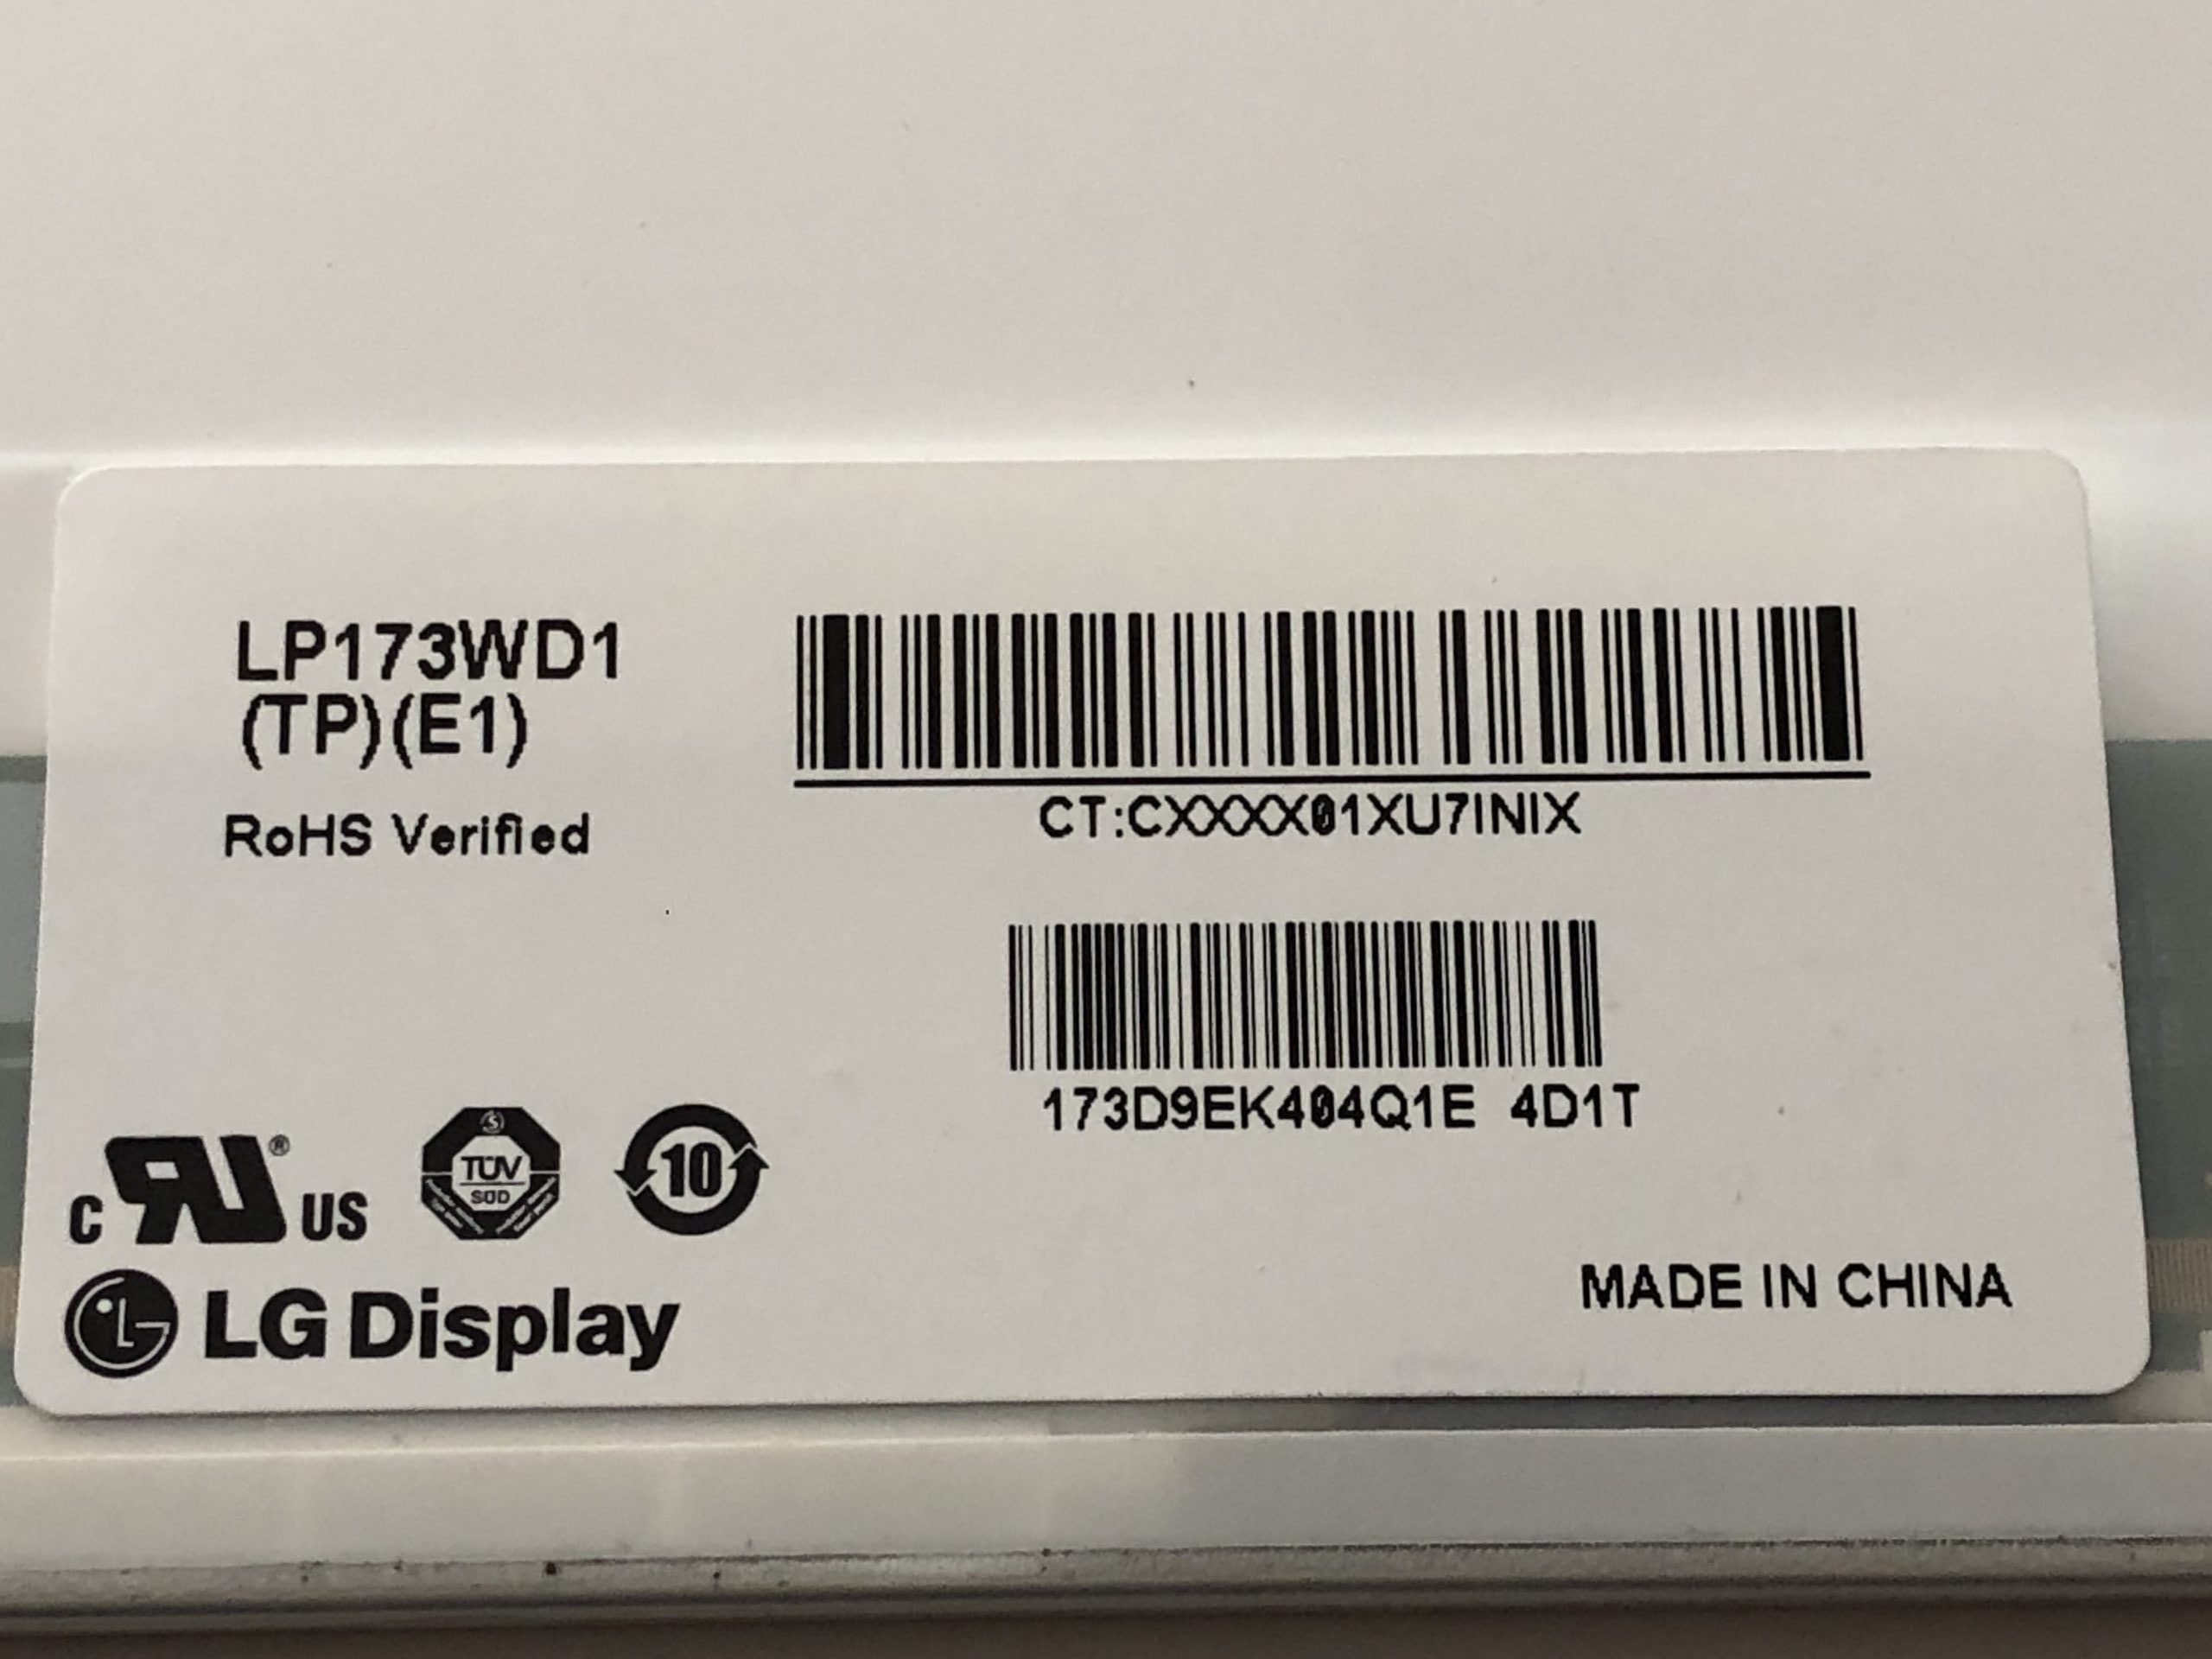 LP173WD1
(TP)(E1)
RoHS Verified
CT:CXXXX01XU7INIX
173D9EK404Q1E 4D1T
C US ®
TÜV
SÜD
10
LG Display
MADE IN CHINA